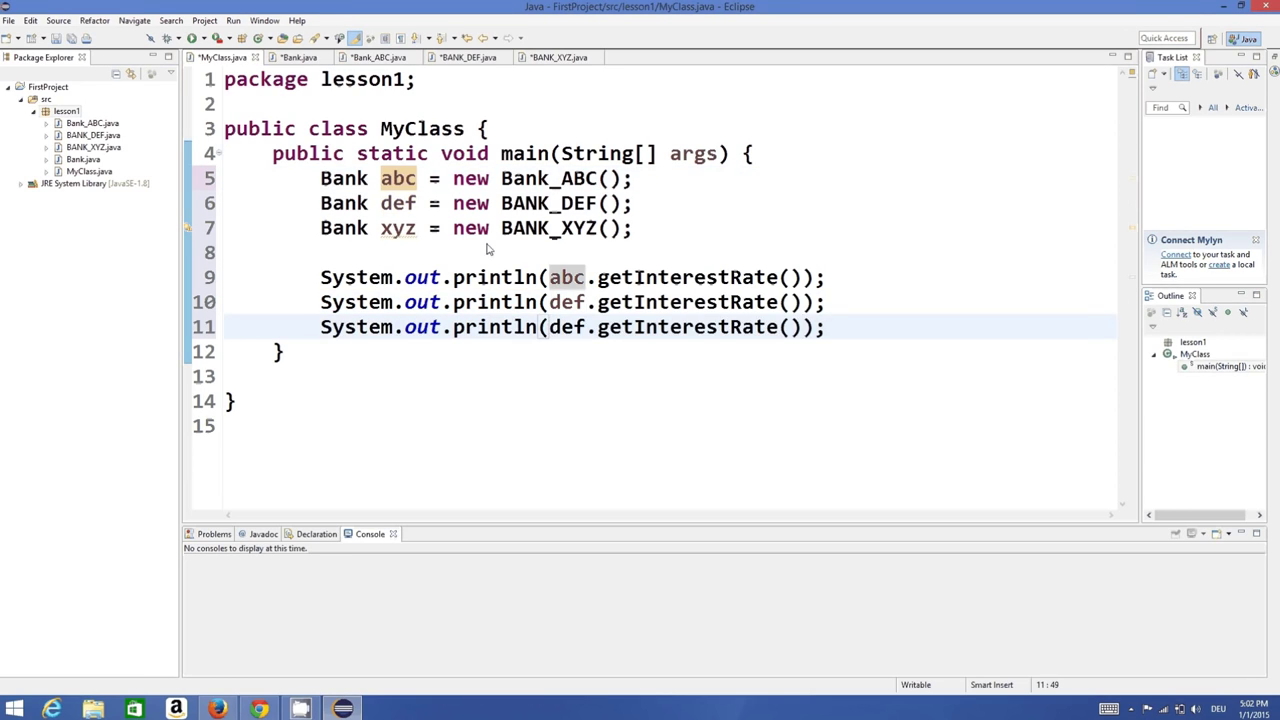 Java - FirstProject/src/lesson1/MyClass.java - Eclipse
File Edit Source Refactor Navigate Search Project Run Window Help
Quick Access Java
Package Explorer
*MyClass.java *Bank.java *Bank_ABC.java *BANK_DEF.java *BANK_XYZ.java
Task List
FirstProject
src
lesson1
Bank_ABC.java
BANK_DEF.java
BANK_XYZ.java
Bank.java
MyClass.java
JRE System Library [JavaSE-1.8]
1 package lesson1;
2
3 public class MyClass {
4 public static void main(String[] args) {
5 Bank abc = new Bank_ABC();
6 Bank def = new BANK_DEF();
7 Bank xyz = new BANK_XYZ();
8
9 System.out.println(abc.getInterestRate());
10 System.out.println(def.getInterestRate());
11 System.out.println(def.getInterestRate());
12 }
13
14 }
15
Find All Activa...
Connect Mylyn
Connect to your task and
ALM tools or create a local
task.
Outline
lesson1
MyClass
main(String[]) : voi
Problems Javadoc Declaration Console
No consoles to display at this time.
Writable Smart Insert 11 : 49
DEU
5:02 PM
1/1/2015